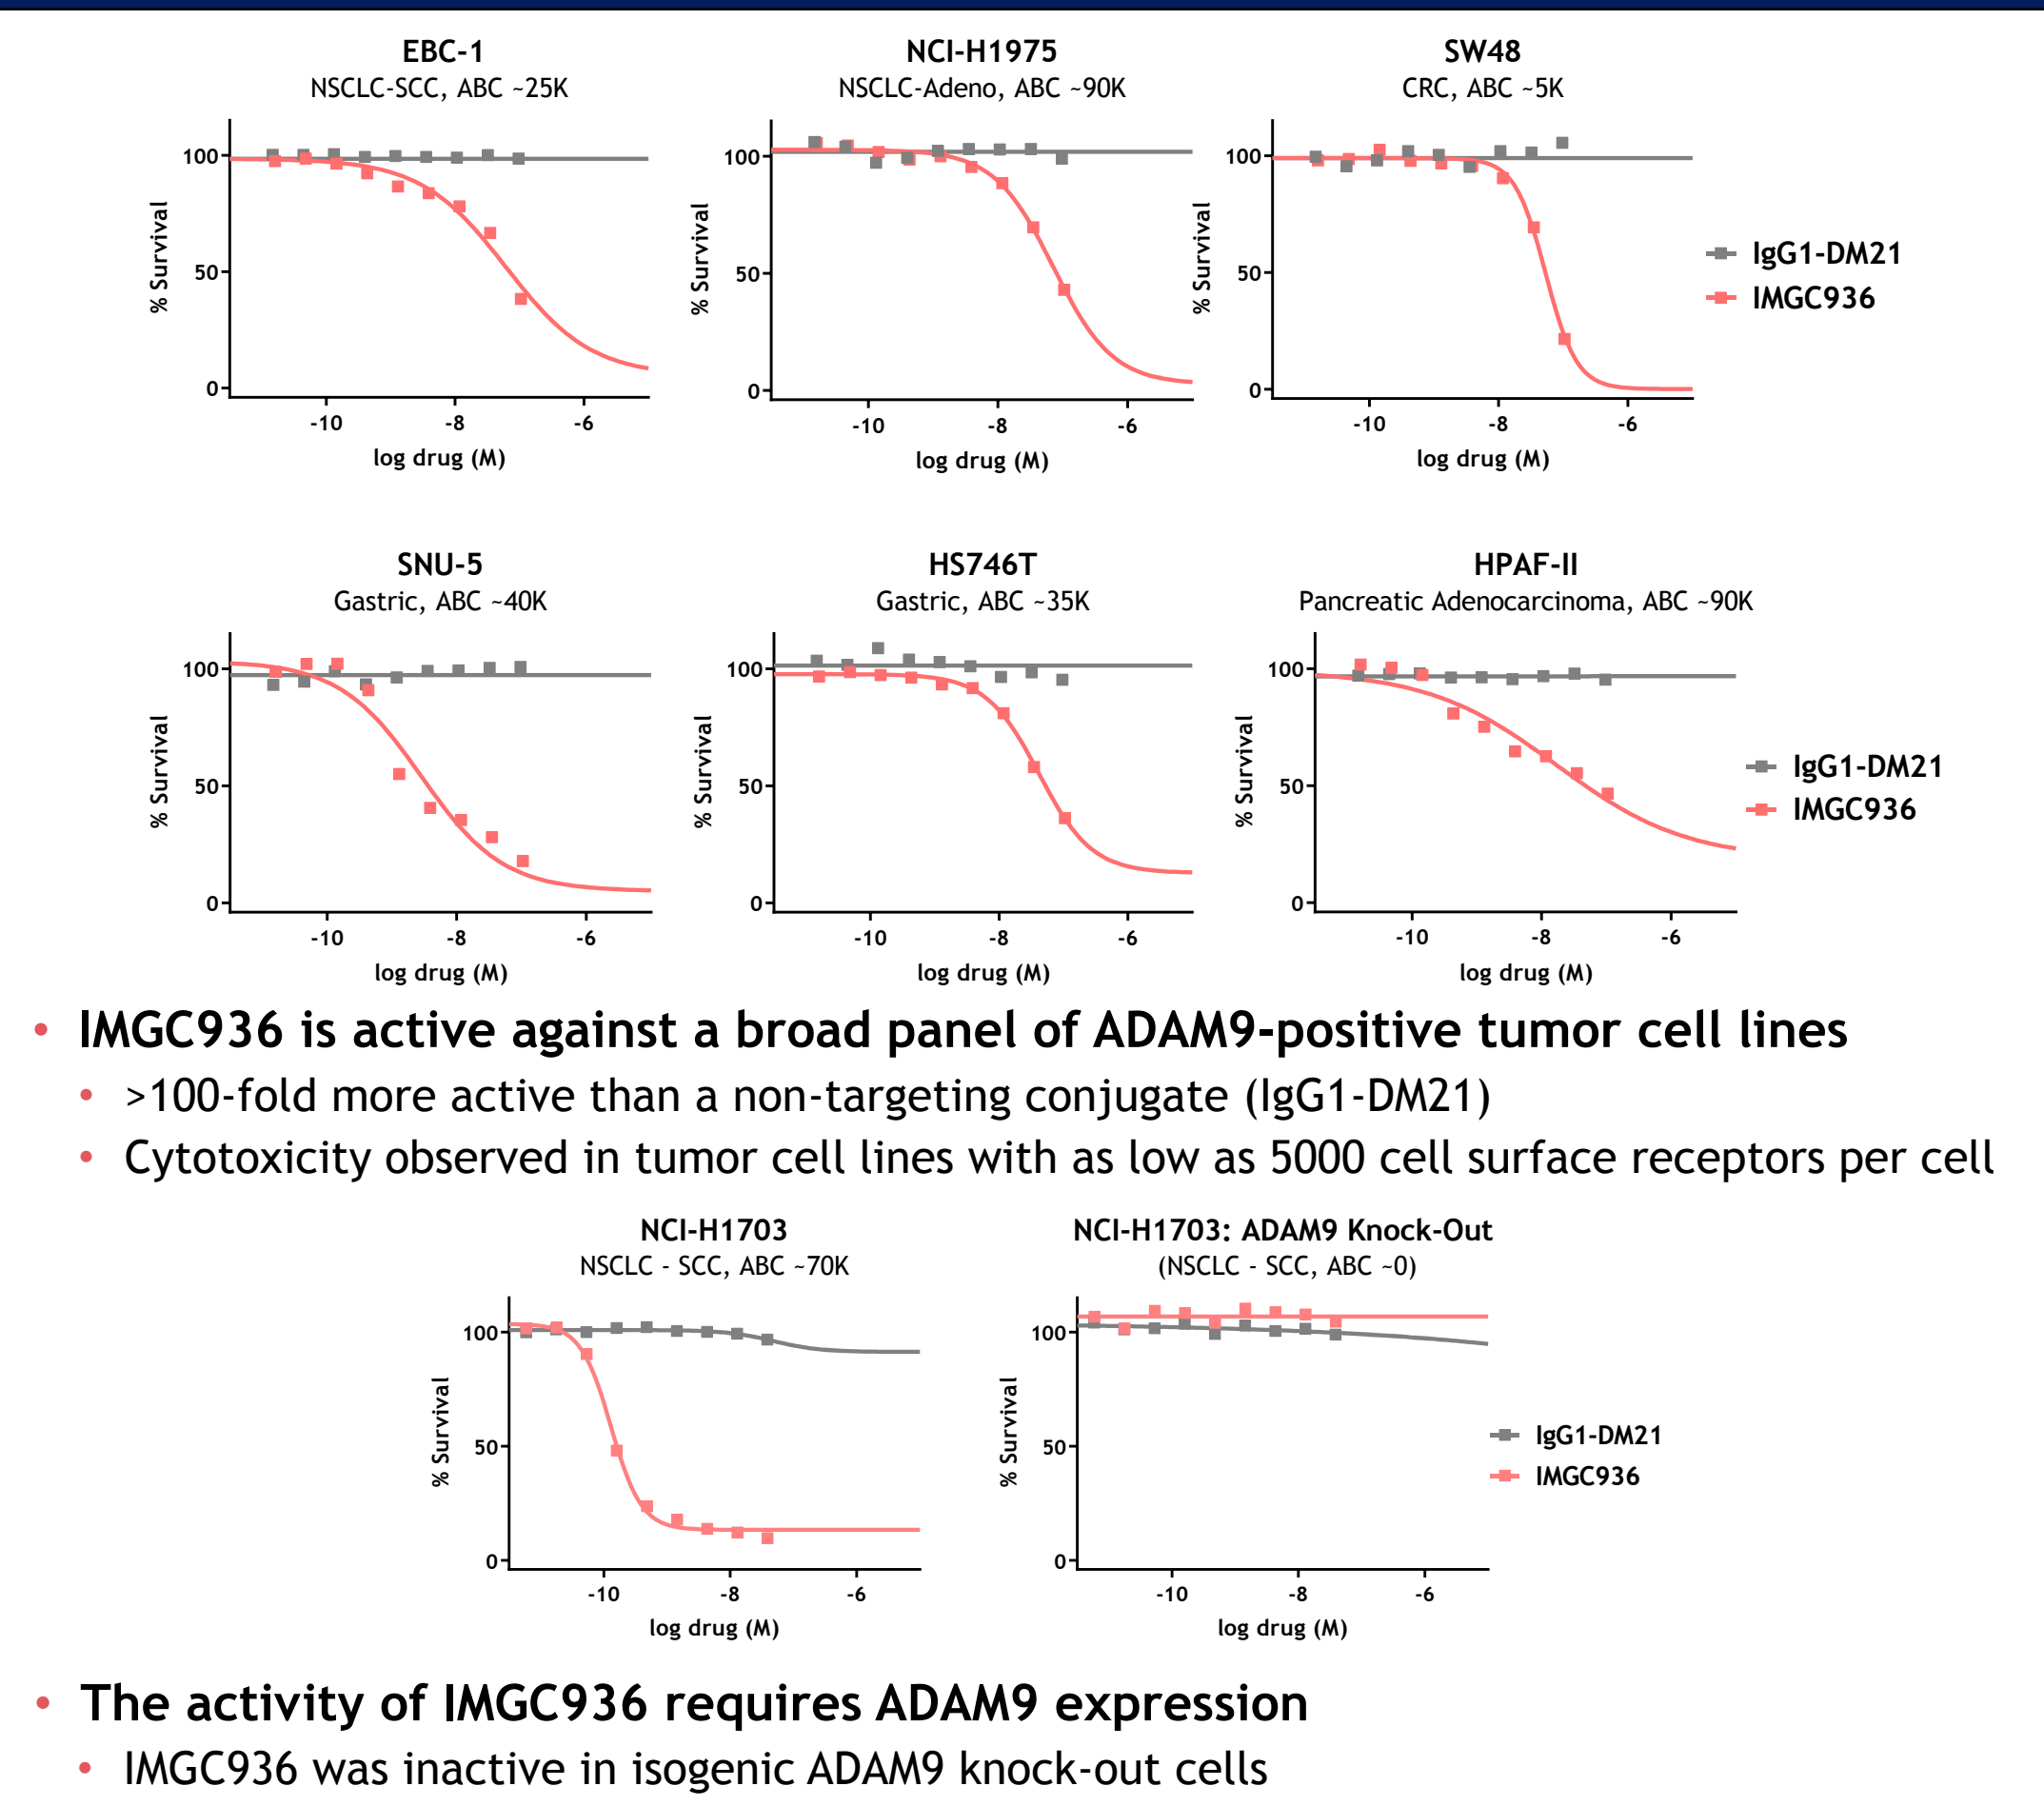 EBC-1
NSCLC-SCC, ABC ~25K
% Survival
100
50
0
-10
-8
-6
log drug (M)
NCI-H1975
NSCLC-Adeno, ABC ~90K
% Survival
100
50
0
-10
-8
-6
log drug (M)
SW48
CRC, ABC ~5K
% Survival
100
50
0
-10
-8
-6
log drug (M)
IgG1-DM21
IMGC936
SNU-5
Gastric, ABC ~40K
% Survival
100
50
0
-10
-8
-6
log drug (M)
HS746T
Gastric, ABC ~35K
% Survival
100
50
0
-10
-8
-6
log drug (M)
HPAF-II
Pancreatic Adenocarcinoma, ABC ~90K
% Survival
100
50
0
-10
-8
-6
log drug (M)
IgG1-DM21
IMGC936
• IMGC936 is active against a broad panel of ADAM9-positive tumor cell lines
• >100-fold more active than a non-targeting conjugate (IgG1-DM21)
• Cytotoxicity observed in tumor cell lines with as low as 5000 cell surface receptors per cell
NCI-H1703
NSCLC - SCC, ABC ~70K
% Survival
100
50
0
-10
-8
-6
log drug (M)
NCI-H1703: ADAM9 Knock-Out
(NSCLC - SCC, ABC ~0)
% Survival
100
50
0
-10
-8
-6
log drug (M)
IgG1-DM21
IMGC936
• The activity of IMGC936 requires ADAM9 expression
• IMGC936 was inactive in isogenic ADAM9 knock-out cells